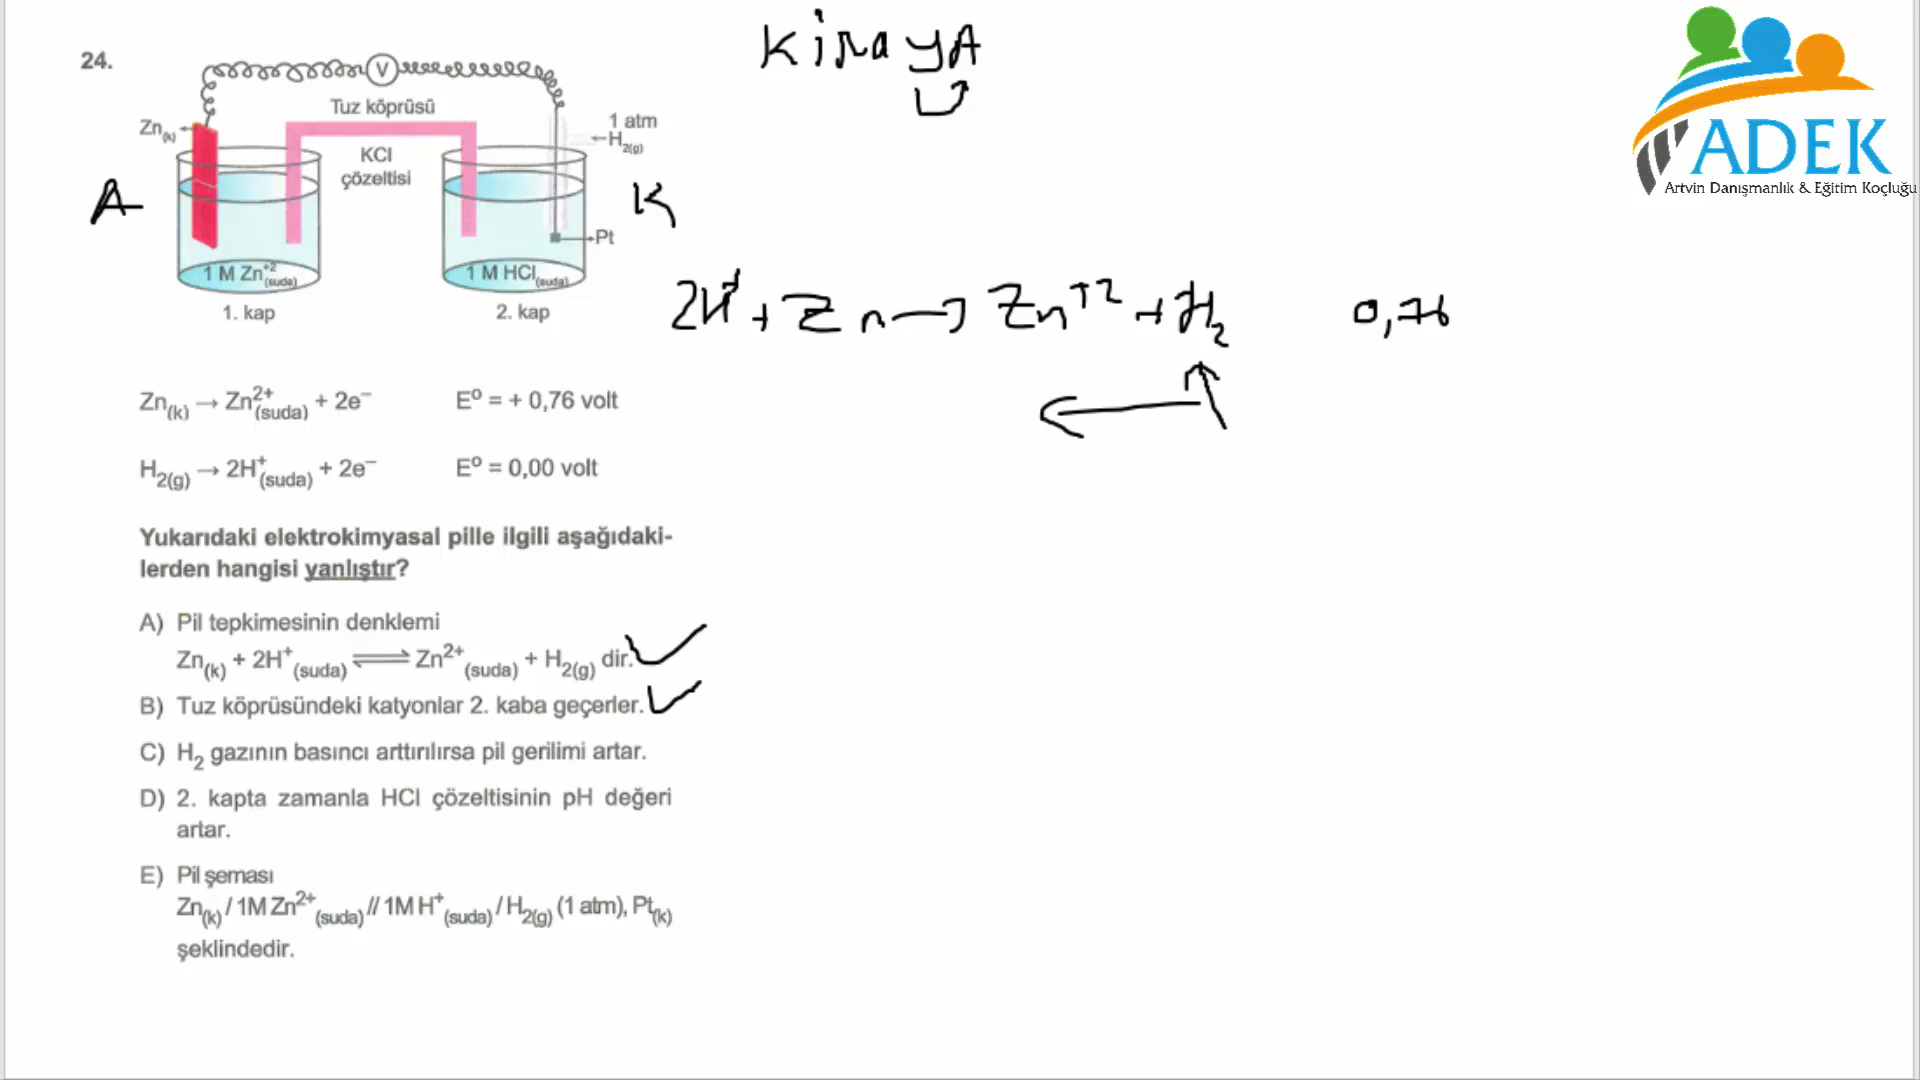 KİRAYA
ADEK
Artvin Danışmanlık & Eğitim Koçluğu
24.
V
Tuz köprüsü
Zn(k)
1 atm
H2(g)
KCl
çözeltisi
A
K
Pt
1 M Zn+2(suda)
1 M HCl(suda)
1. kap
2. kap
2H+ + Zn → Zn+2 + H2 0,76
Zn(k) → Zn2+(suda) + 2e– E° = + 0,76 volt
H2(g) → 2H+(suda) + 2e– E° = 0,00 volt
Yukarıdaki elektrokimyasal pille ilgili aşağıdaki-
lerden hangisi yanlıştır?
A) Pil tepkimesinin denklemi
Zn(k) + 2H+(suda) ⇌ Zn2+(suda) + H2(g) dir.
B) Tuz köprüsündeki katyonlar 2. kaba geçerler.
C) H2 gazının basıncı arttırılırsa pil gerilimi artar.
D) 2. kapta zamanla HCl çözeltisinin pH değeri
artar.
E) Pil şeması
Zn(k) / 1M Zn2+(suda) // 1M H+(suda) / H2(g) (1 atm), Pt(k)
şeklindedir.